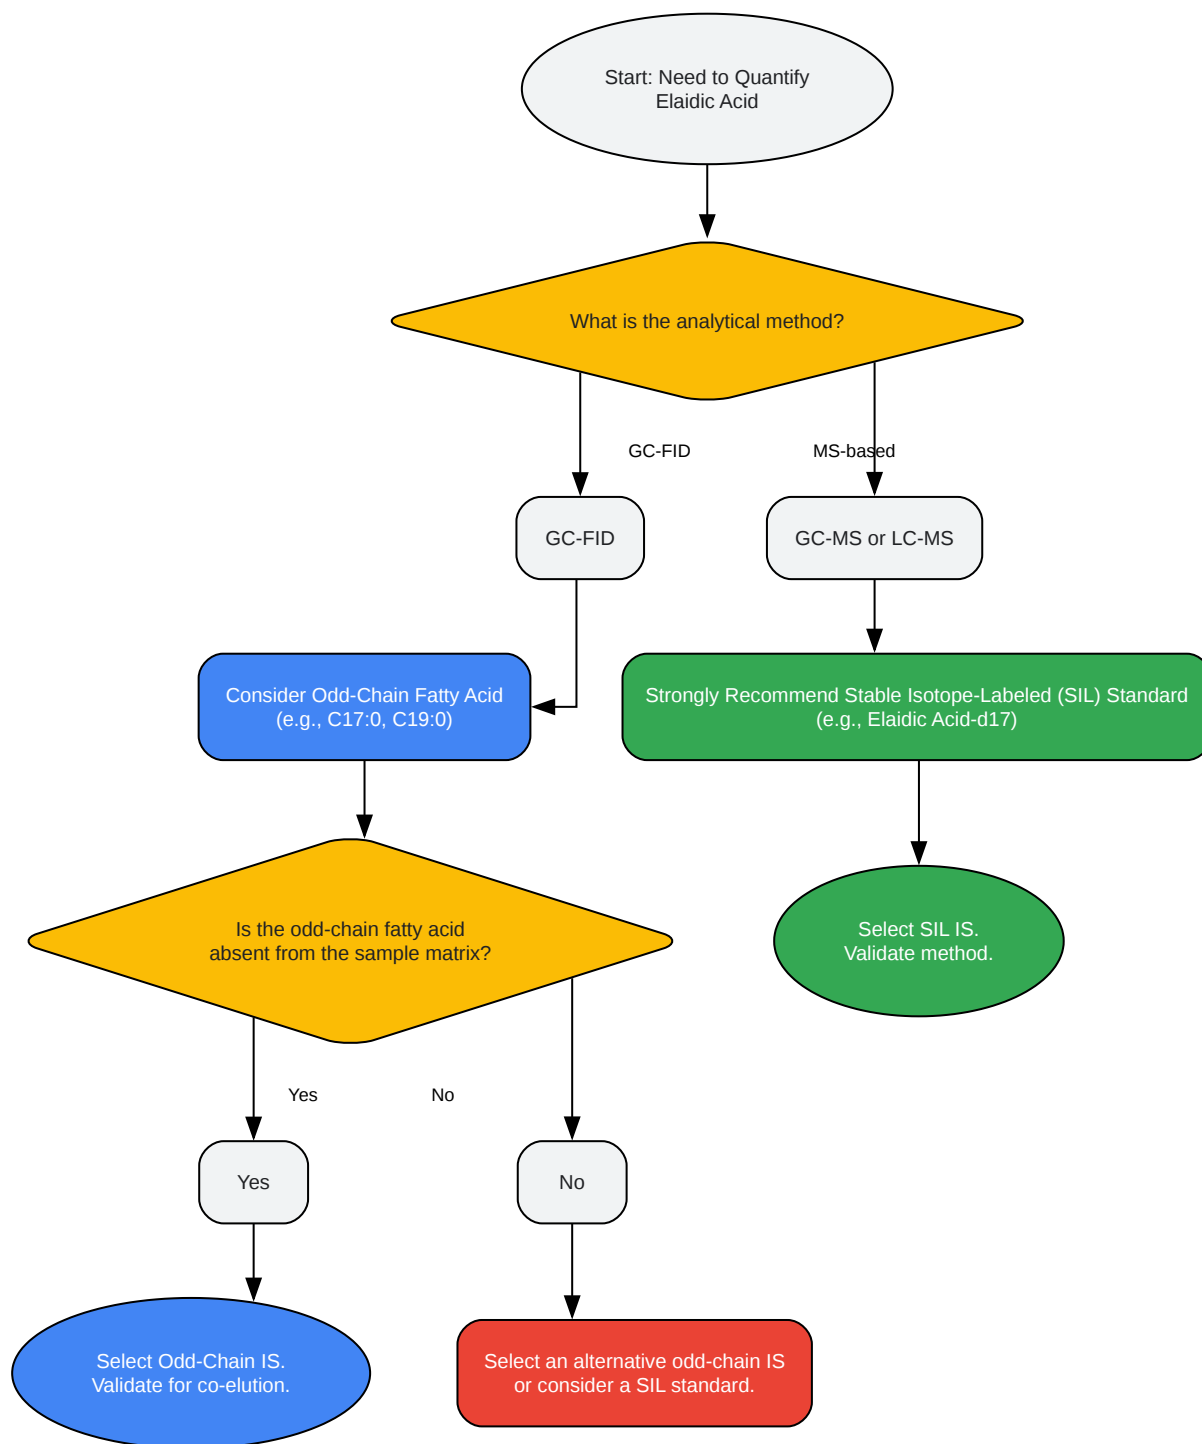 Start: Need to Quantify
Elaidic Acid
What is the analytical method?
GC-FID
MS-based
GC-FID
GC-MS or LC-MS
Consider Odd-Chain Fatty Acid
(e.g., C17:0, C19:0)
Strongly Recommend Stable Isotope-Labeled (SIL) Standard
(e.g., Elaidic Acid-d17)
Is the odd-chain fatty acid
absent from the sample matrix?
Select SIL IS.
Validate method.
Yes
No
Yes
No
Select Odd-Chain IS.
Validate for co-elution.
Select an alternative odd-chain IS
or consider a SIL standard.